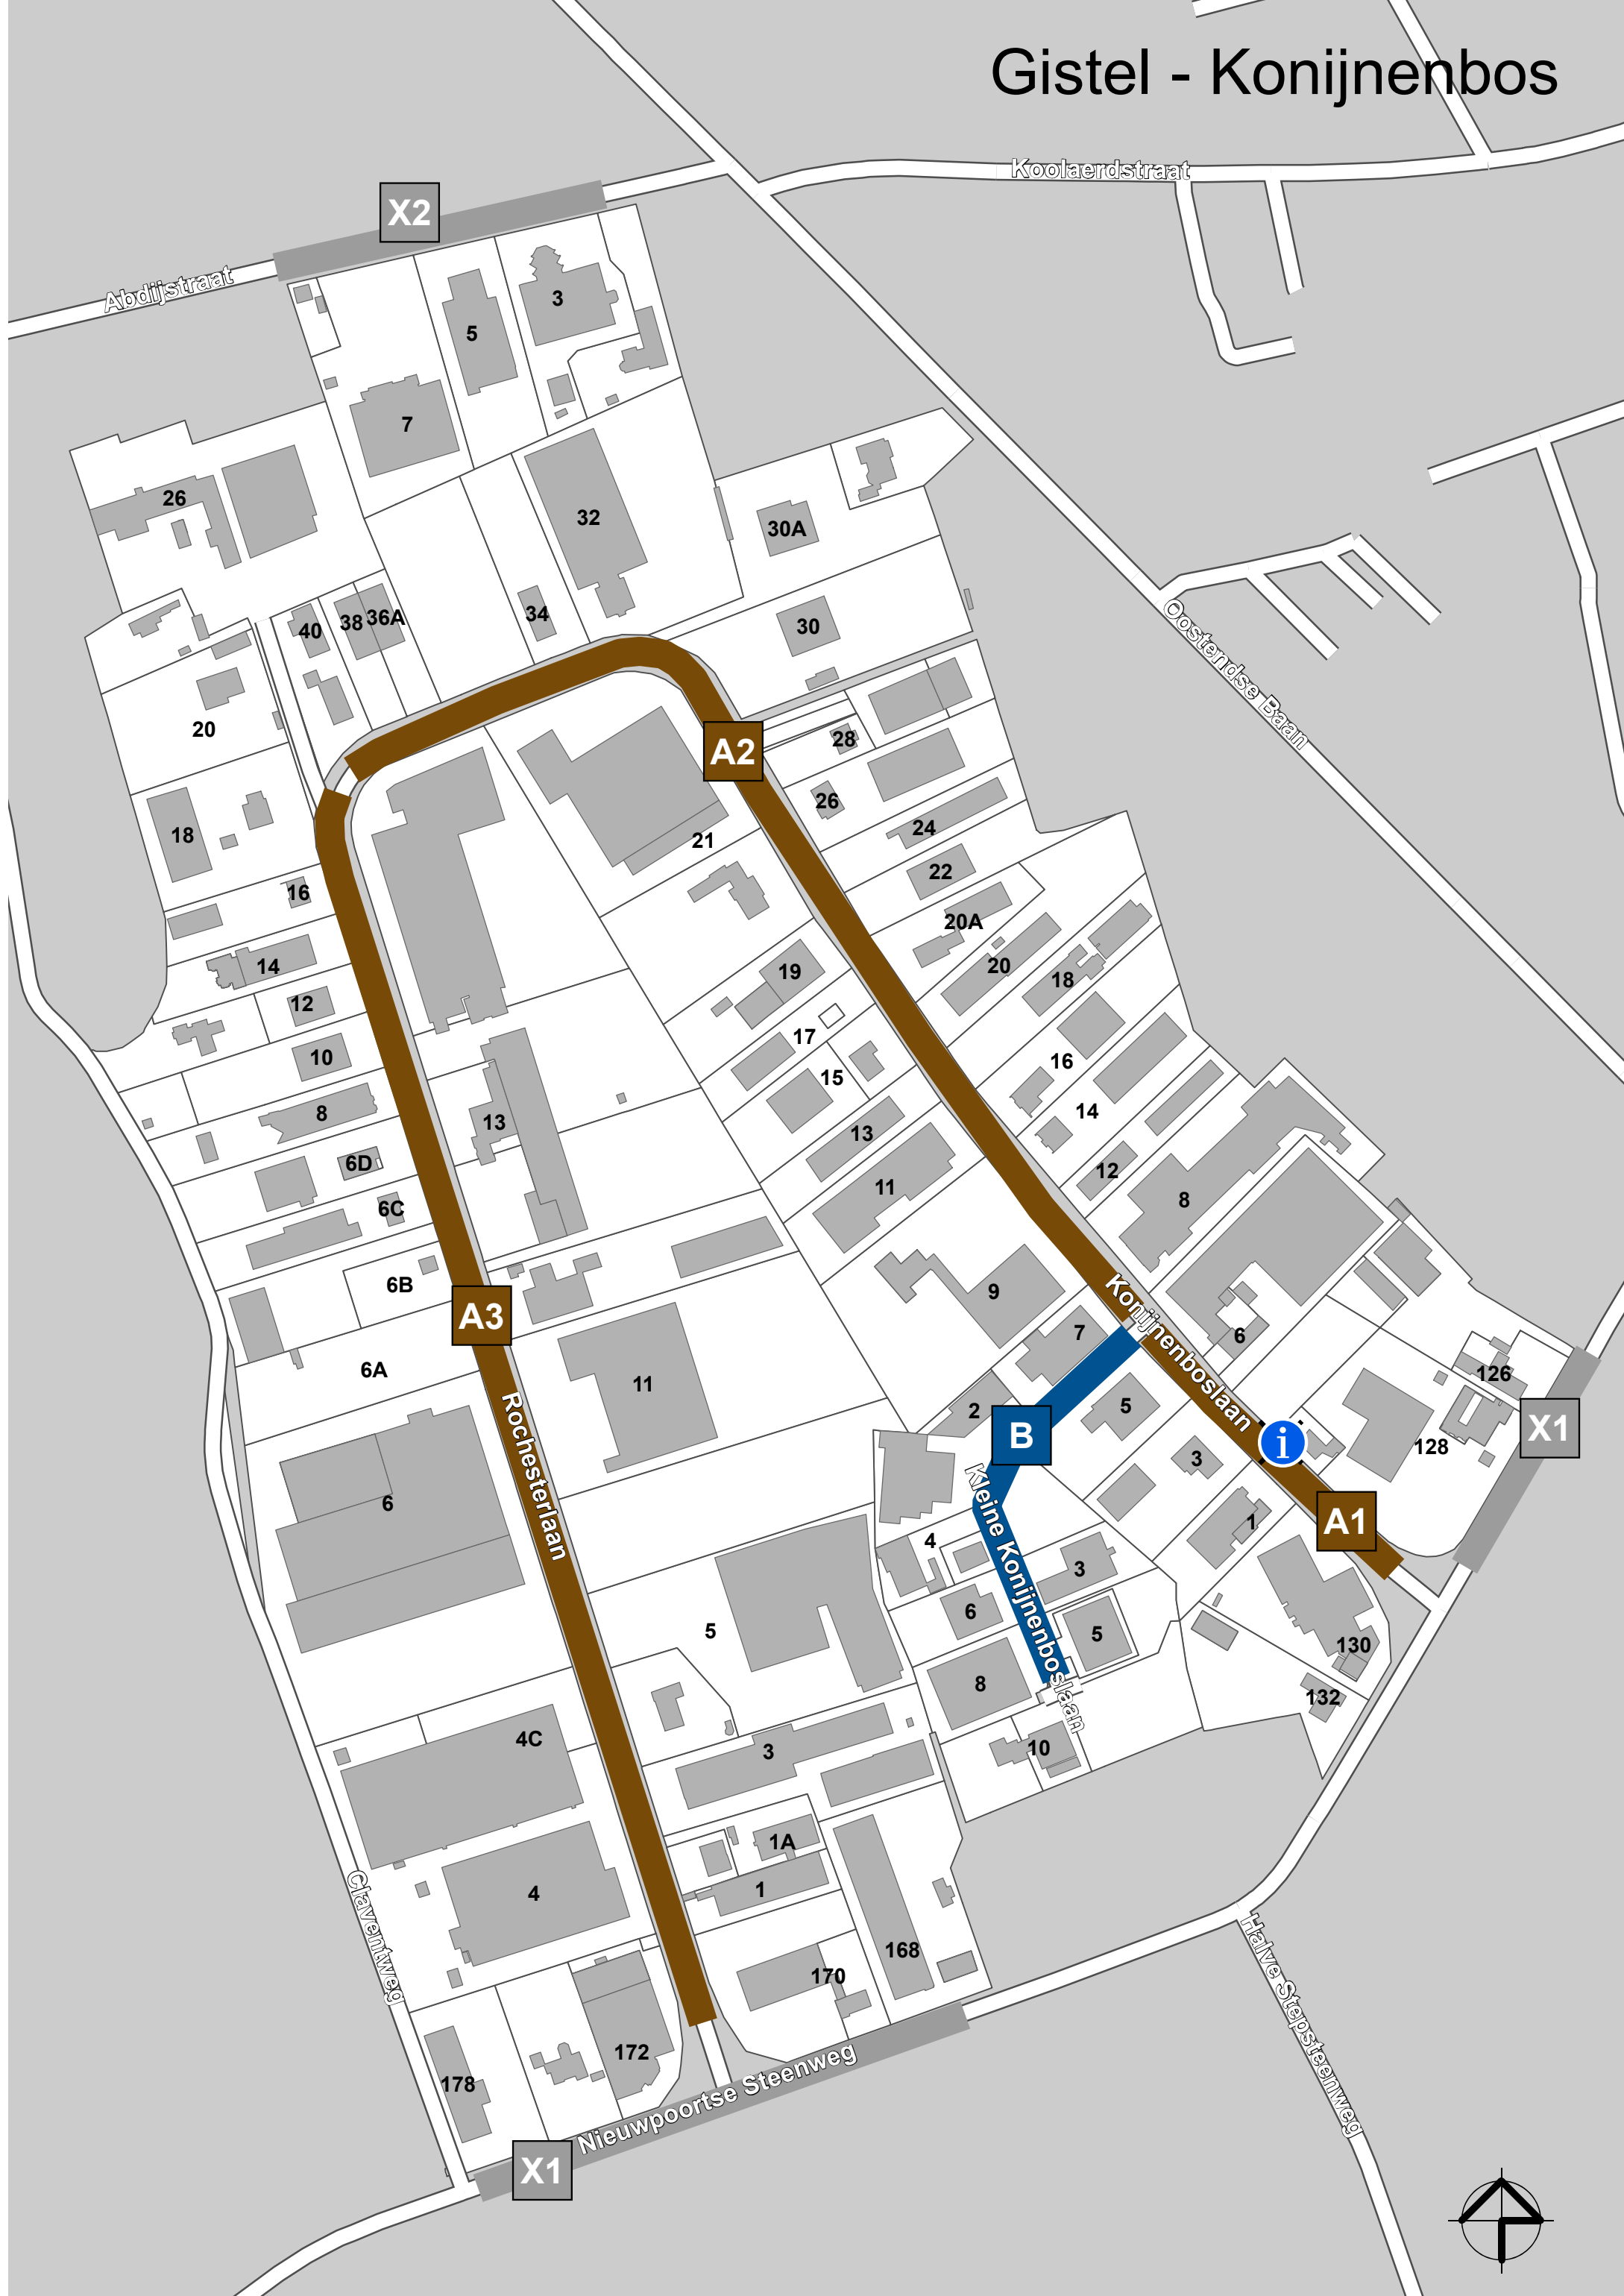 Gistel - Konijnenbos
Koolaerdstraat
X2
Abdijstraat
3
5
7
26
32
30A
34
40
38
36A
30
20
A2
28
26
18
21
24
22
16
20A
14
19
20
18
12
17
10
15
16
8
13
14
13
6D
12
11
6C
8
6B
9
A3
7
6
6A
11
126
2
5
B
X1
128
3
6
A1
1
4
3
6
5
5
130
8
132
4C
3
10
1A
4
1
168
170
172
178
X1
Oostendse Baan
Konijnenboslaan
Rochesterlaan
Kleine Konijnenboslaan
Claventweg
Nieuwpoortse Steenweg
Halve Stepsteenweg
i